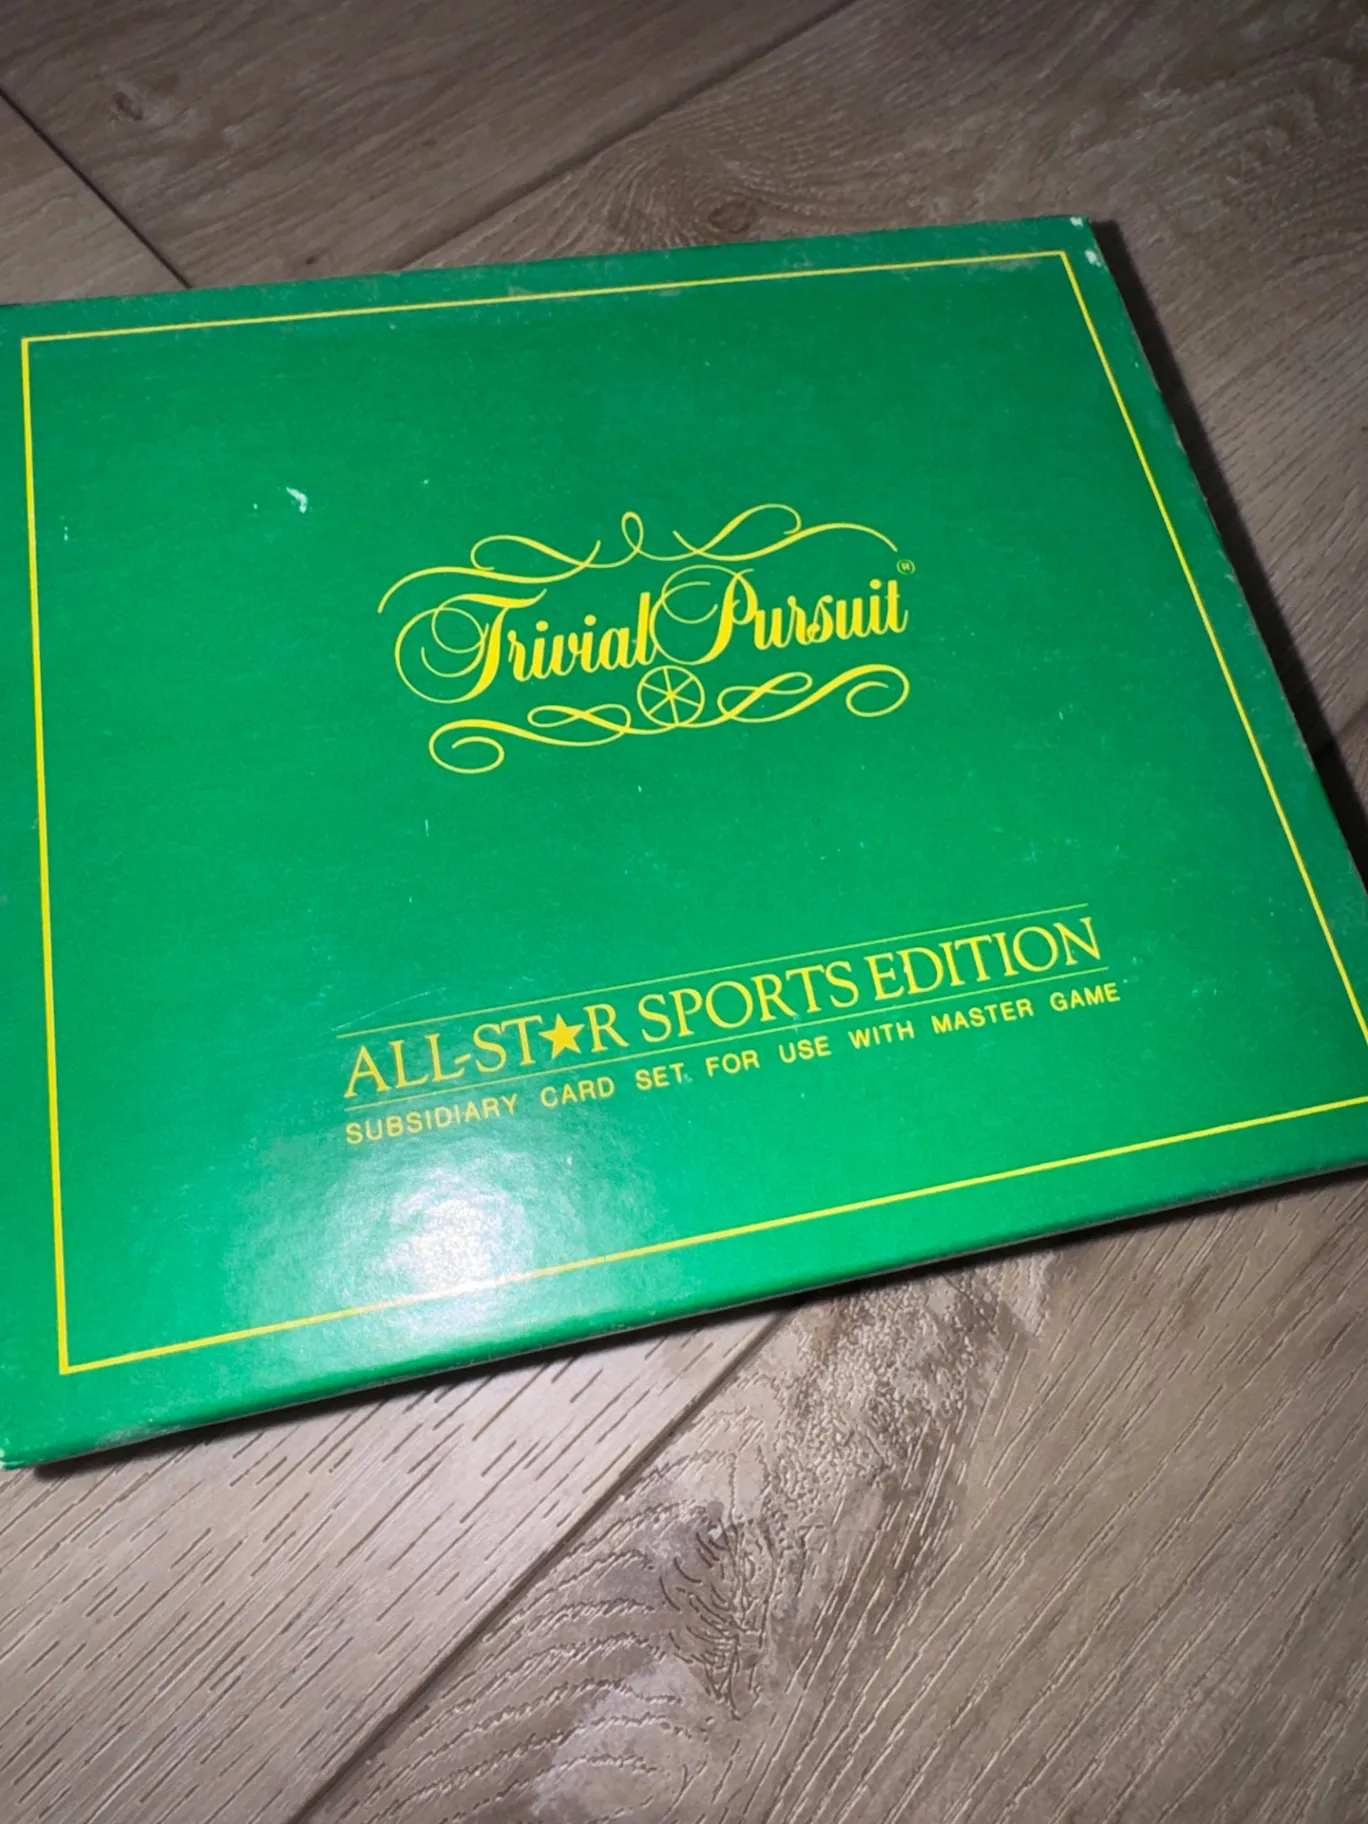 Trivial Pursuit®
ALL-ST★R SPORTS EDITION
SUBSIDIARY CARD SET FOR USE WITH MASTER GAME